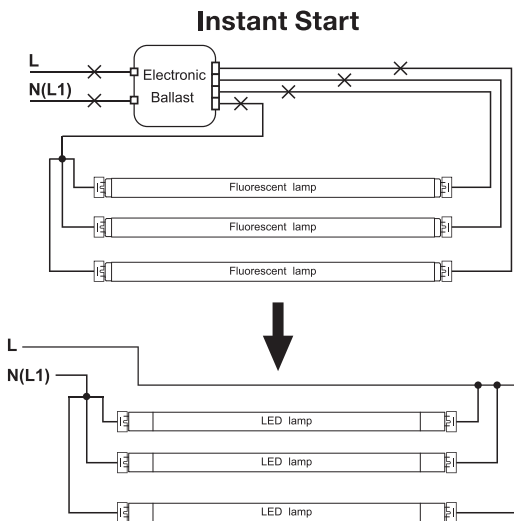 Instant Start
L
N(L1)
Electronic
Ballast
Fluorescent lamp
Fluorescent lamp
Fluorescent lamp
L
N(L1)
LED lamp
LED lamp
LED lamp